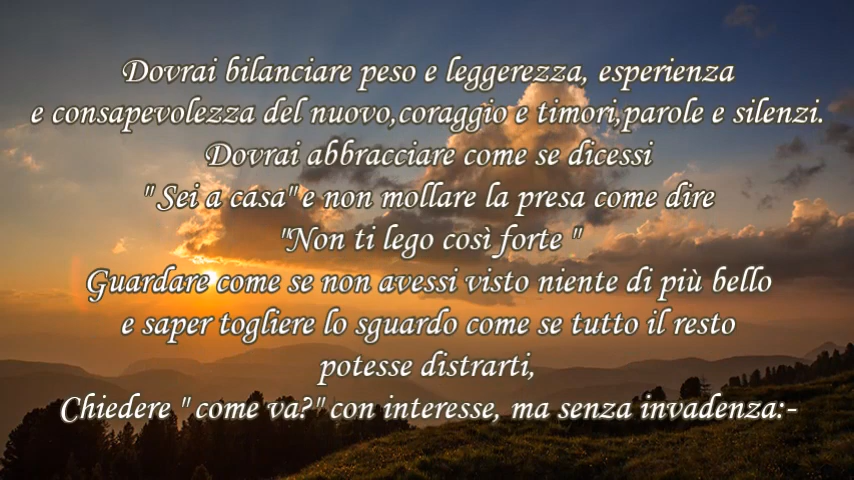 Dovrai bilanciare peso e leggerezza, esperienza
e consapevolezza del nuovo,coraggio e timori,parole e silenzi.
Dovrai abbracciare come se dicessi
" Sei a casa" e non mollare la presa come dire
"Non ti lego così forte "
Guardare come se non avessi visto niente di più bello
e saper togliere lo sguardo come se tutto il resto
potesse distrarti,
Chiedere " come va?" con interesse, ma senza invadenza:-